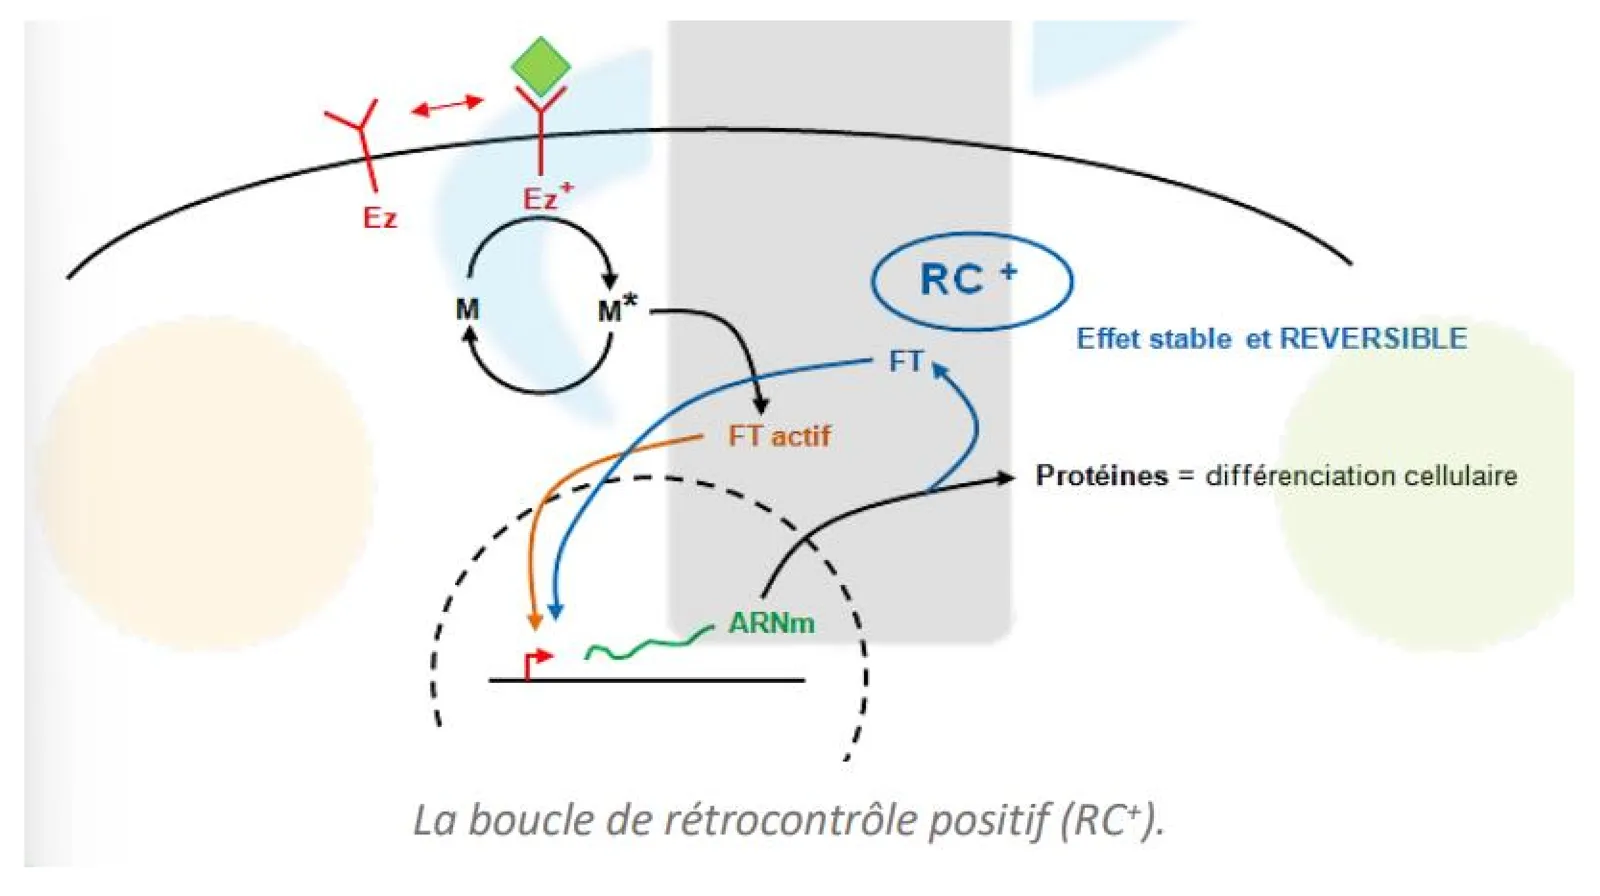 Ez
Ez+
M
M*
RC +
Effet stable et REVERSIBLE
FT
FT actif
Protéines = différenciation cellulaire
ARNm
La boucle de rétrocontrôle positif (RC+).